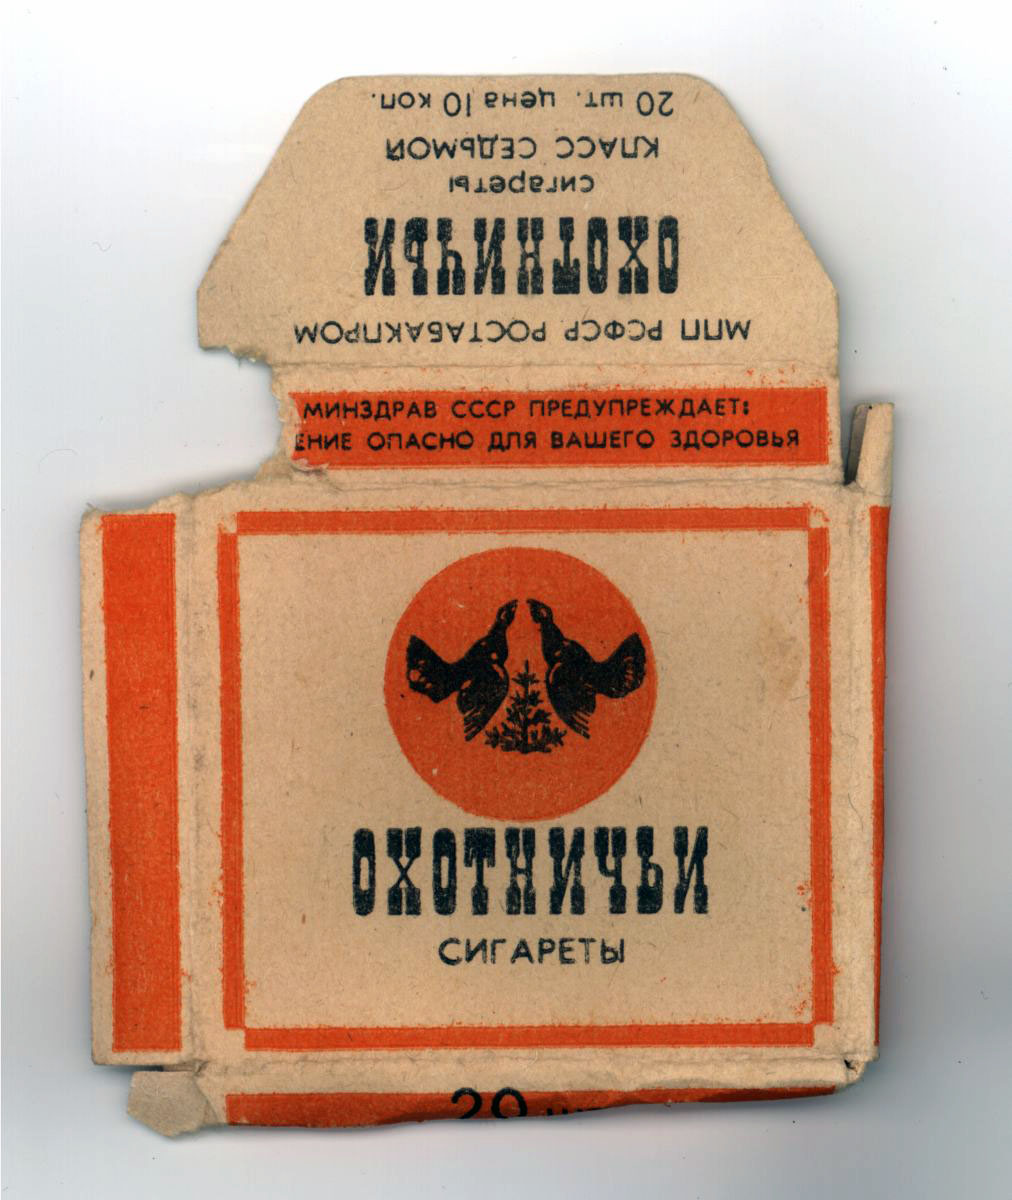 МПП РСФСР РОСТАБАКПРОМ
ОХОТНИЧЬИ
сигареты
КЛАСС СЕДЬМОЙ
20 шт. цена 10 коп.
МИНЗДРАВ СССР ПРЕДУПРЕЖДАЕТ:
ЕНИЕ ОПАСНО ДЛЯ ВАШЕГО ЗДОРОВЬЯ
ОХОТНИЧЬИ
СИГАРЕТЫ
20